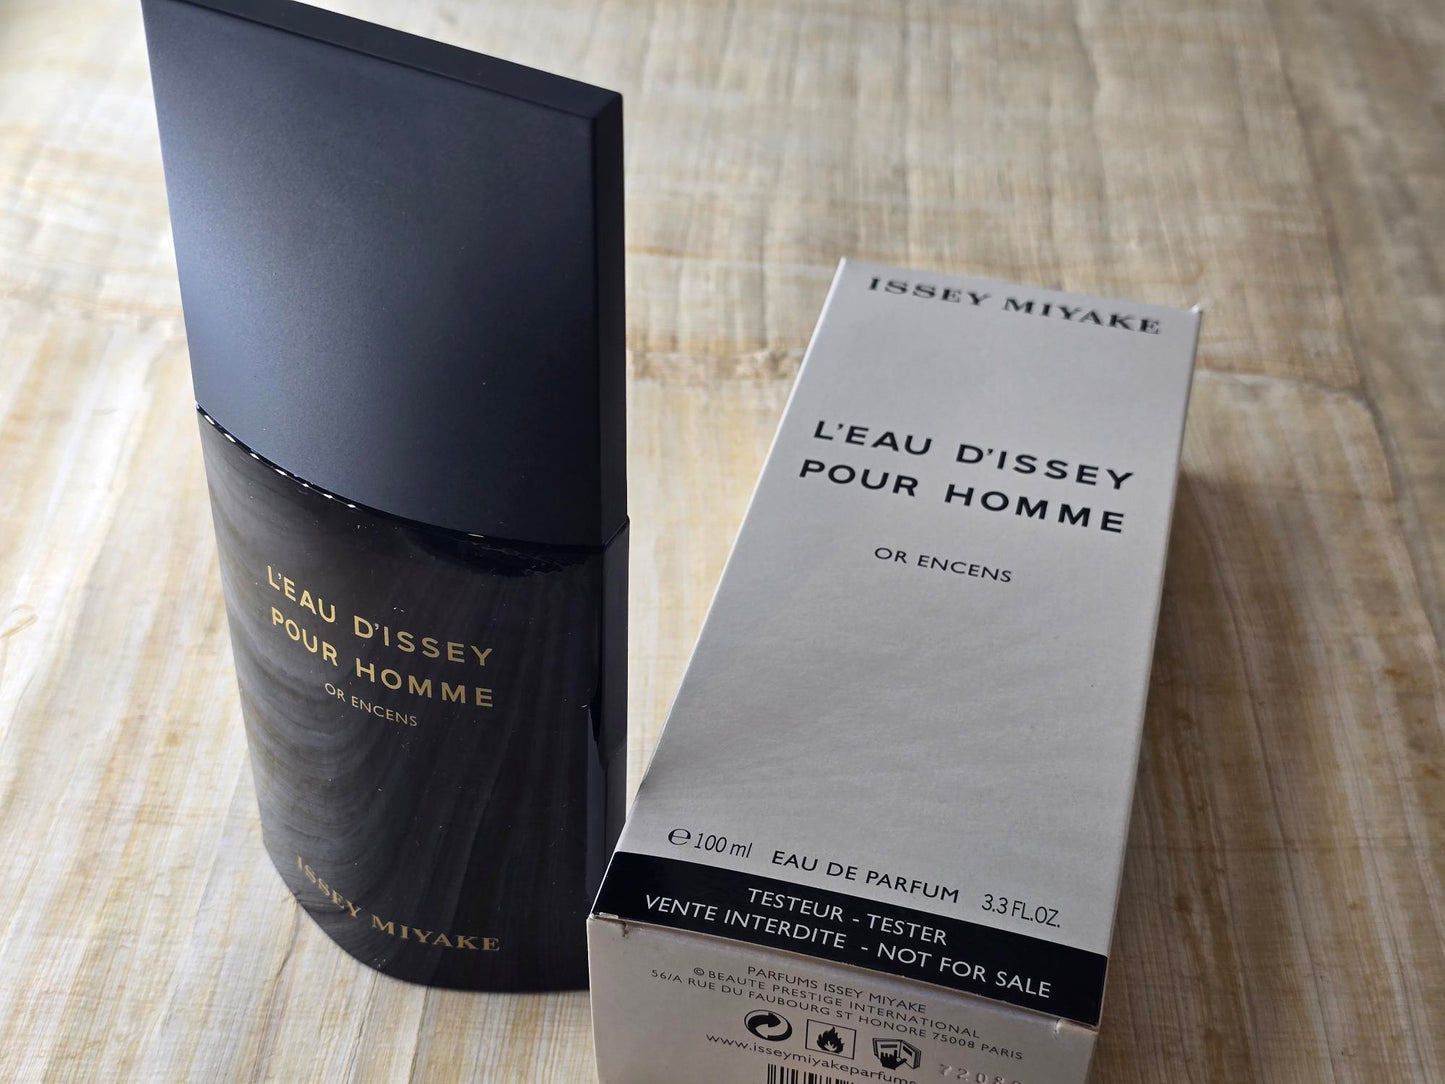 L'EAU D'ISSEY
POUR HOMME
OR ENCENS
ISSEY MIYAKE
ISSEY MIYAKE
L'EAU D'ISSEY
POUR HOMME
OR ENCENS
℮ 100 ml EAU DE PARFUM 3.3 FL.OZ.
TESTEUR - TESTER
VENTE INTERDITE - NOT FOR SALE
PARFUMS ISSEY MIYAKE
© BEAUTE PRESTIGE INTERNATIONAL
56/A RUE DU FAUBOURG ST HONORE 75008 PARIS
www.isseymiyakeparfums